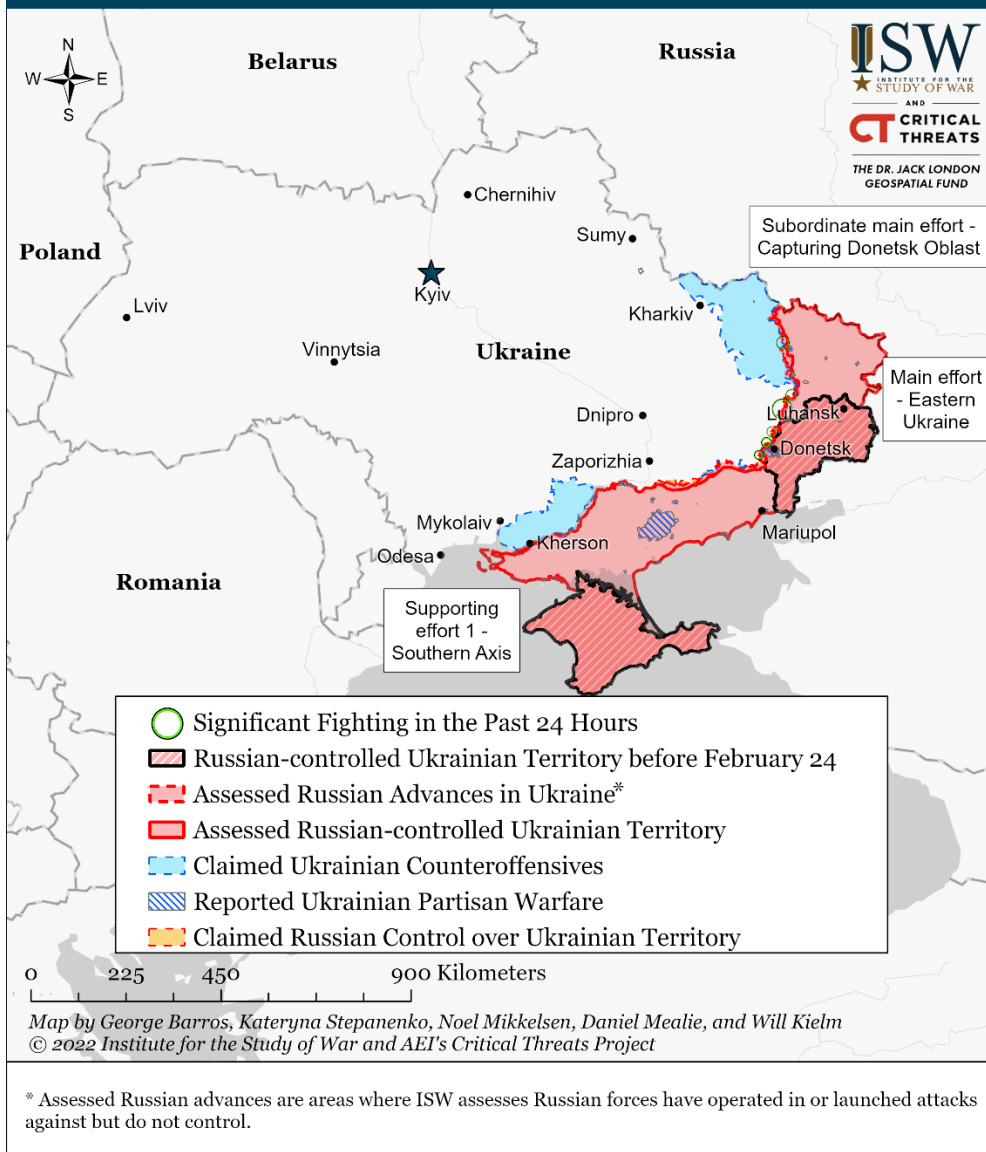 N
W
E
S
Belarus
Russia
ISW
INSTITUTE FOR THE
STUDY OF WAR
AND
CT CRITICAL
THREATS
THE DR. JACK LONDON
GEOSPATIAL FUND
Chernihiv
Subordinate main effort -
Capturing Donetsk Oblast
Sumy
Poland
Kyiv
Lviv
Kharkiv
Vinnytsia
Ukraine
Main effort
- Eastern
Ukraine
Dnipro
Luhansk
Donetsk
Zaporizhia
Mykolaiv
Mariupol
Kherson
Odesa
Romania
Supporting
effort 1 -
Southern Axis
Significant Fighting in the Past 24 Hours
Russian-controlled Ukrainian Territory before February 24
Assessed Russian Advances in Ukraine*
Assessed Russian-controlled Ukrainian Territory
Claimed Ukrainian Counteroffensives
Reported Ukrainian Partisan Warfare
Claimed Russian Control over Ukrainian Territory
0 225 450 900 Kilometers
Map by George Barros, Kateryna Stepanenko, Noel Mikkelsen, Daniel Mealie, and Will Kielm
© 2022 Institute for the Study of War and AEI's Critical Threats Project
* Assessed Russian advances are areas where ISW assesses Russian forces have operated in or launched attacks
against but do not control.